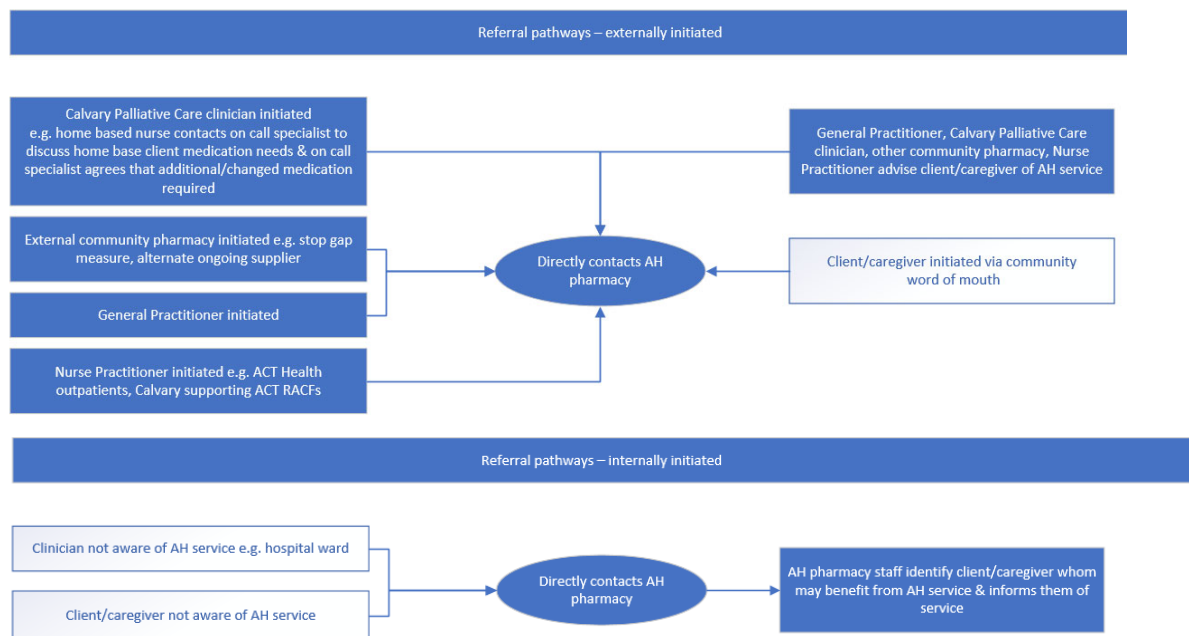 Referral pathways – externally initiated
Calvary Palliative Care clinician initiated
e.g. home based nurse contacts on call specialist to
discuss home base client medication needs & on call
specialist agrees that additional/changed medication
required
General Practitioner, Calvary Palliative Care
clinician, other community pharmacy, Nurse
Practitioner advise client/caregiver of AH service
External community pharmacy initiated e.g. stop gap
measure, alternate ongoing supplier
Directly contacts AH
pharmacy
Client/caregiver initiated via community
word of mouth
General Practitioner initiated
Nurse Practitioner initiated e.g. ACT Health
outpatients, Calvary supporting ACT RACFs
Referral pathways – internally initiated
Clinician not aware of AH service e.g. hospital ward
Client/caregiver not aware of AH service
Directly contacts AH
pharmacy
AH pharmacy staff identify client/caregiver whom
may benefit from AH service & informs them of
service